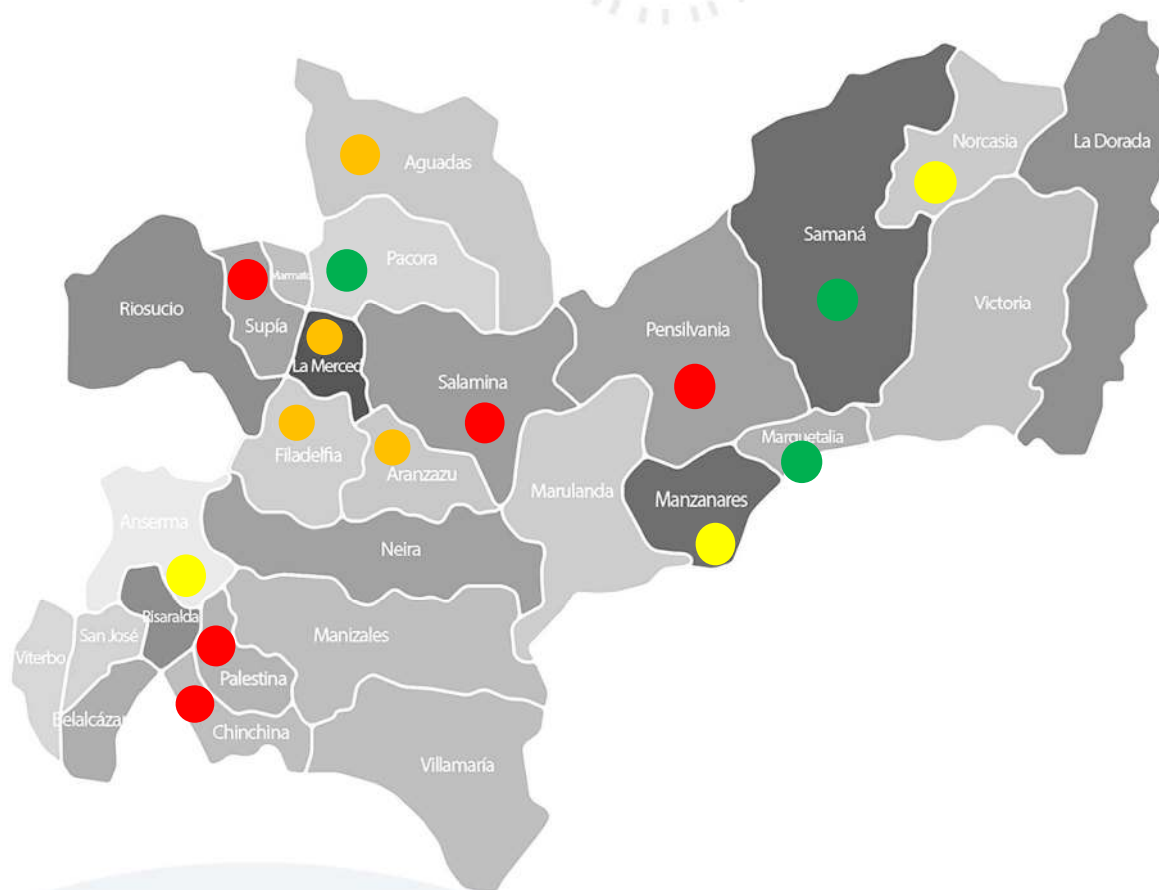 Aguadas
Norcasia
La Dorada
Samaná
Pacora
Marmato
Riosucio
Supía
Victoria
Pensilvania
La Merced
Salamina
Marquetalia
Filadelfia
Aranzazu
Marulanda
Manzanares
Anserma
Neira
Risaralda
San José
Manizales
Viterbo
Palestina
Belalcázar
Chinchina
Villamaría